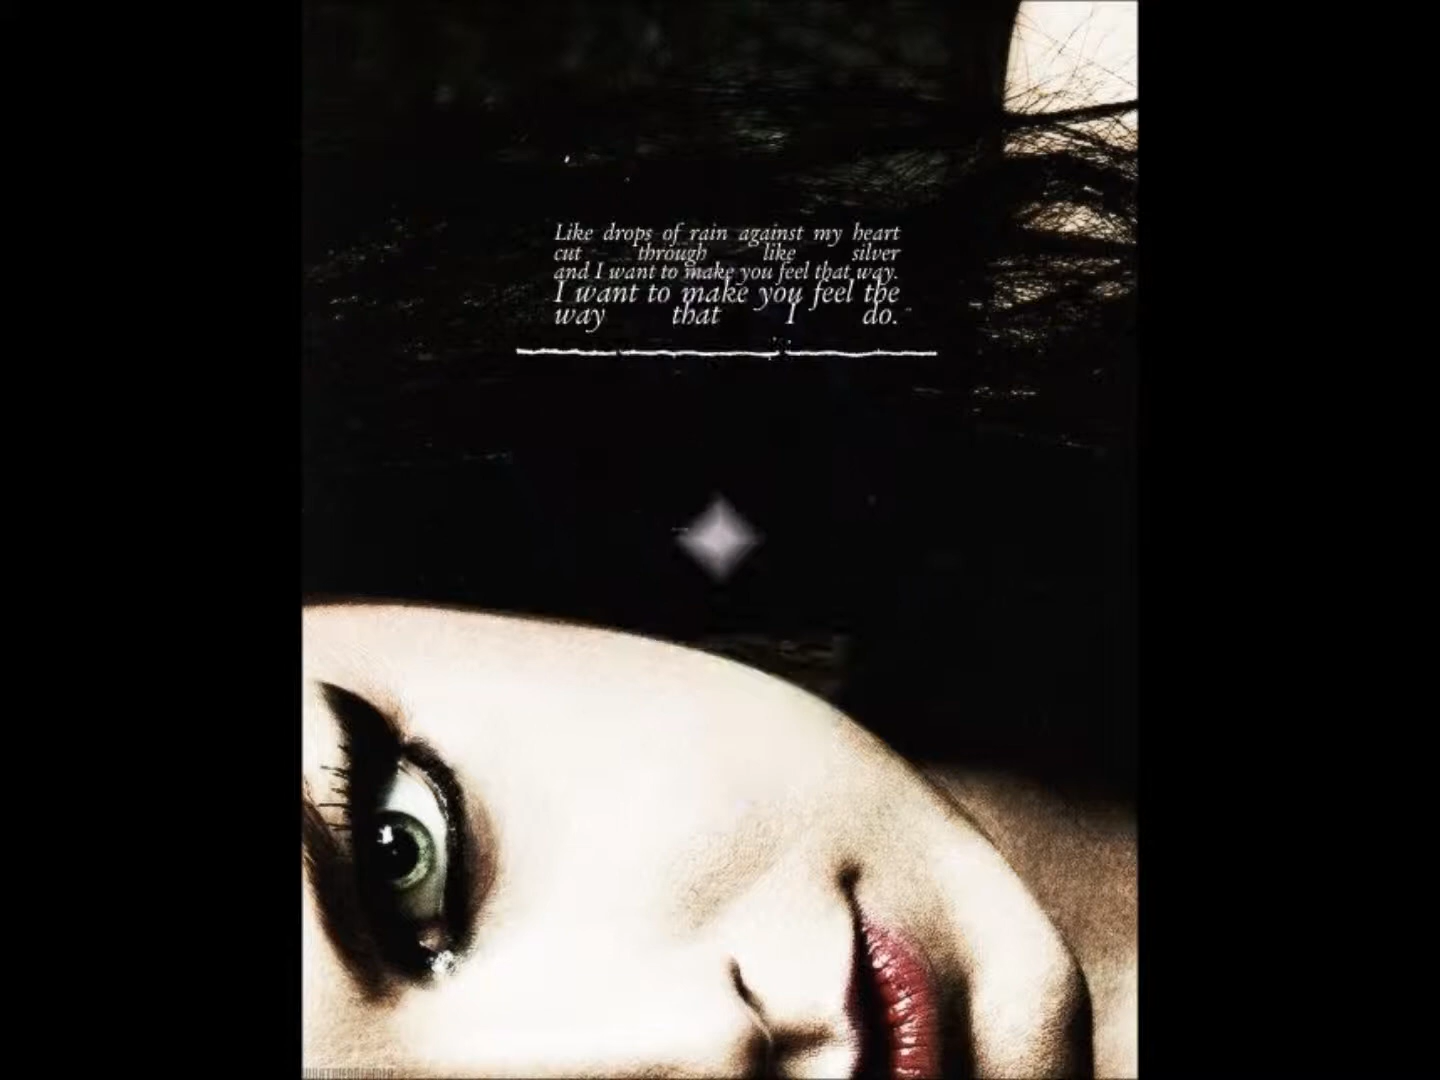 Like drops of rain against my heart
cut through like silver
and I want to make you feel that way.
I want to make you feel the
way that I do.